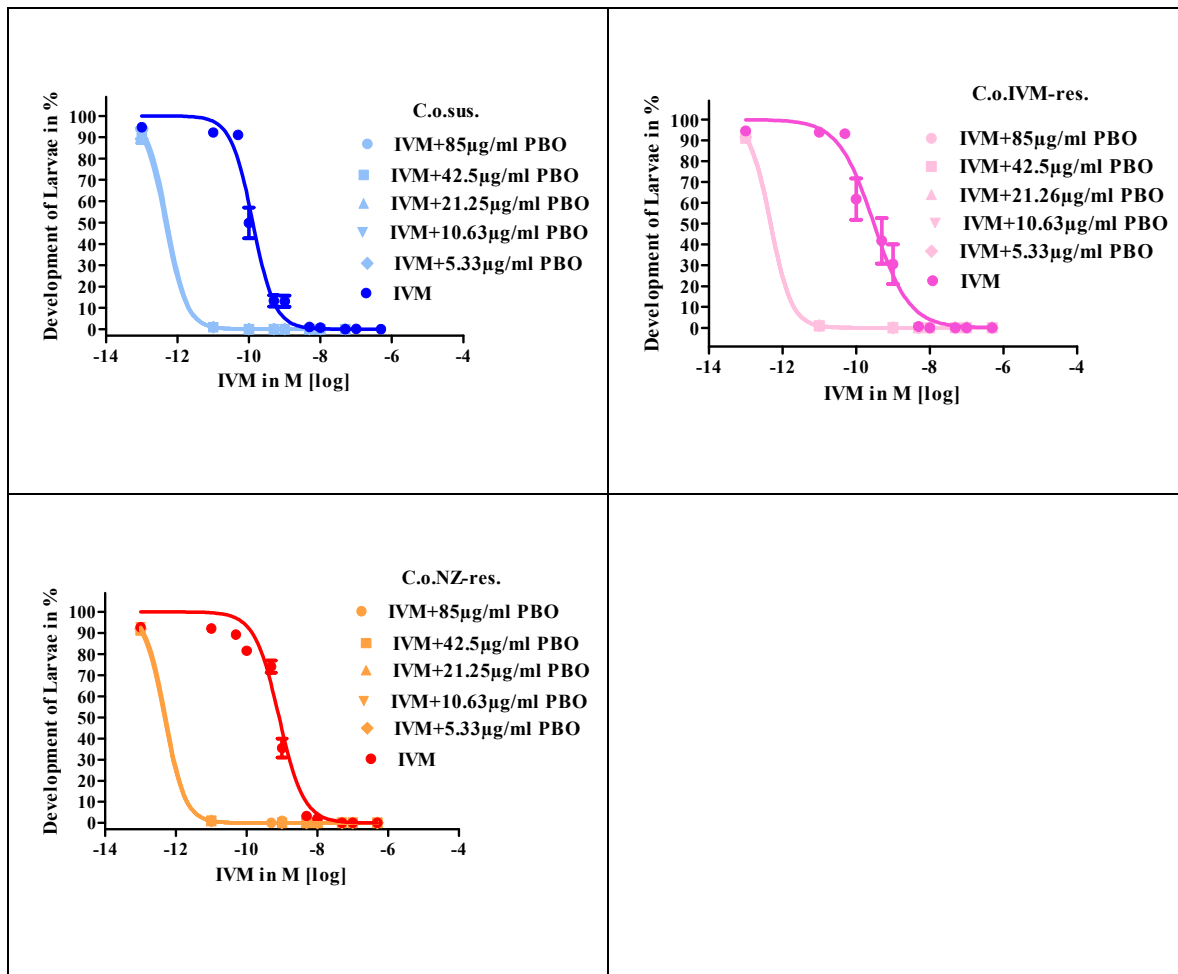 C.o.sus.
Development of Larvae in %
100
90
80
70
60
50
40
30
20
10
0
IVM+85µg/ml PBO
IVM+42.5µg/ml PBO
IVM+21.25µg/ml PBO
IVM+10.63µg/ml PBO
IVM+5.33µg/ml PBO
IVM
-14 -12 -10 -8 -6 -4
IVM in M [log]
C.o.IVM-res.
Development of Larvae in %
100
90
80
70
60
50
40
30
20
10
0
IVM+85µg/ml PBO
IVM+42.5µg/ml PBO
IVM+21.26µg/ml PBO
IVM+10.63µg/ml PBO
IVM+5.33µg/ml PBO
IVM
-14 -12 -10 -8 -6 -4
IVM in M [log]
C.o.NZ-res.
Development of Larvae in %
100
90
80
70
60
50
40
30
20
10
0
IVM+85µg/ml PBO
IVM+42.5µg/ml PBO
IVM+21.25µg/ml PBO
IVM+10.63µg/ml PBO
IVM+5.33µg/ml PBO
IVM
-14 -12 -10 -8 -6 -4
IVM in M [log]